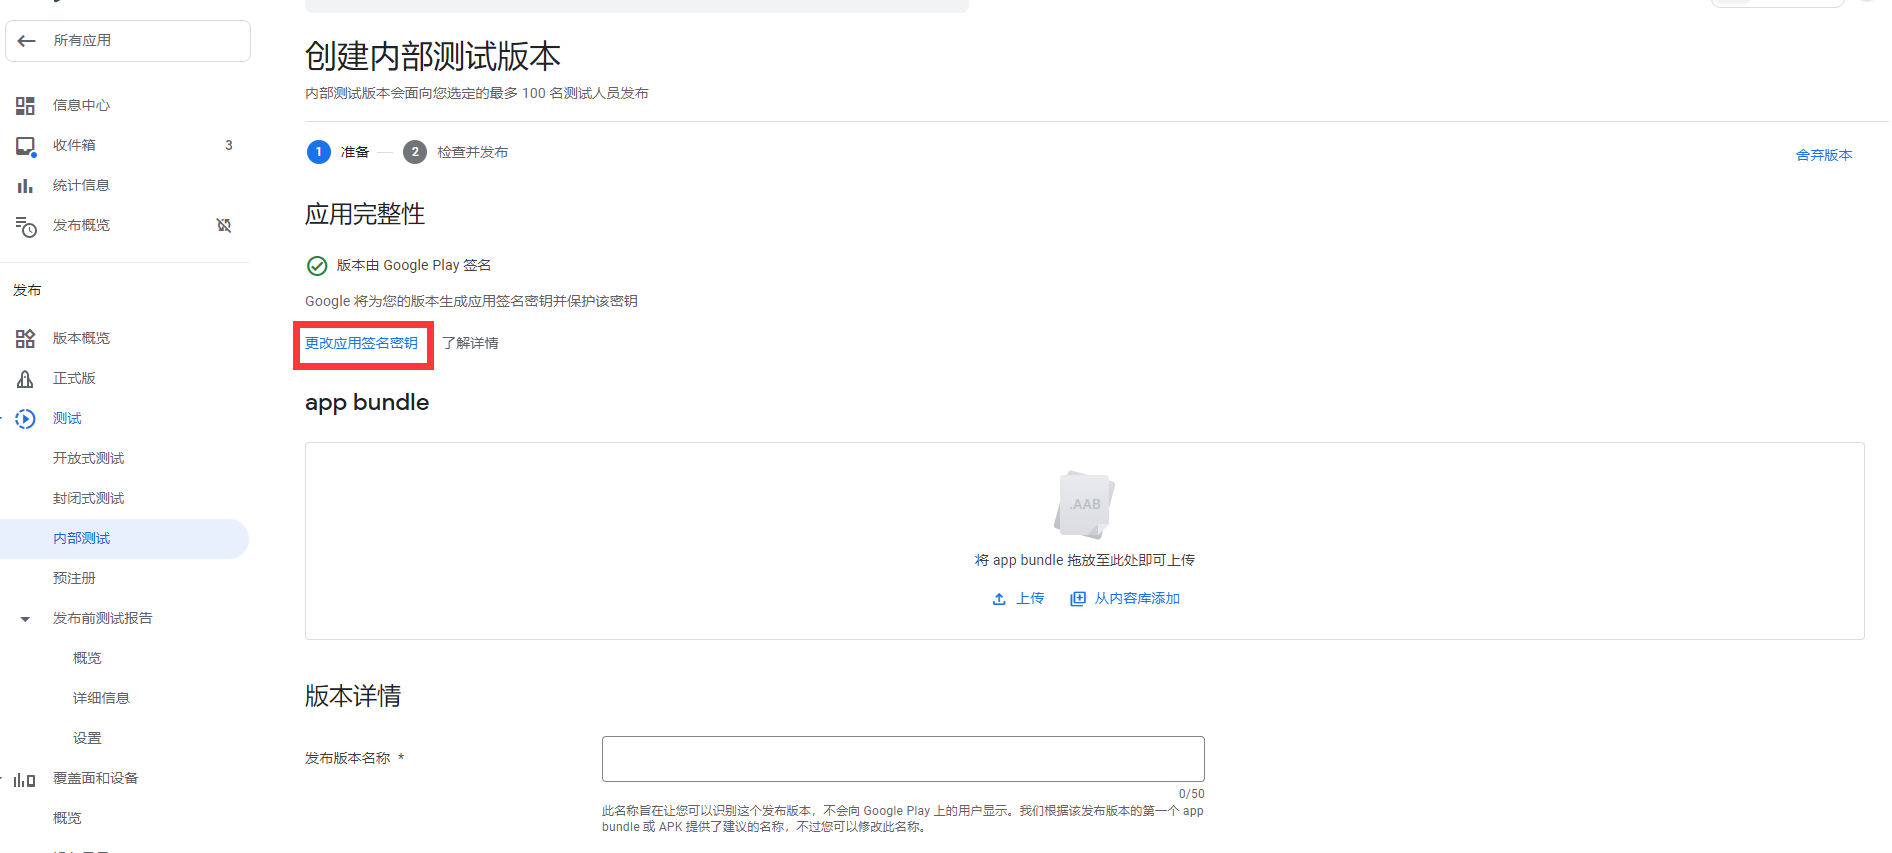 所有应用
信息中心
收件箱 3
统计信息
发布概览
发布
版本概览
正式版
测试
开放式测试
封闭式测试
内部测试
预注册
发布前测试报告
概览
详细信息
设置
覆盖面和设备
概览
创建内部测试版本
内部测试版本会面向您选定的最多 100 名测试人员发布
1 准备 2 检查并发布
舍弃版本
应用完整性
版本由 Google Play 签名
Google 将为您的版本生成应用签名密钥并保护该密钥
更改应用签名密钥 了解详情
app bundle
.AAB
将 app bundle 拖放至此处即可上传
上传 从内容库添加
版本详情
发布版本名称 *
0/50
此名称旨在让您可以识别这个发布版本，不会向 Google Play 上的用户显示。我们根据该发布版本的第一个 app
bundle 或 APK 提供了建议的名称，不过您可以修改此名称。